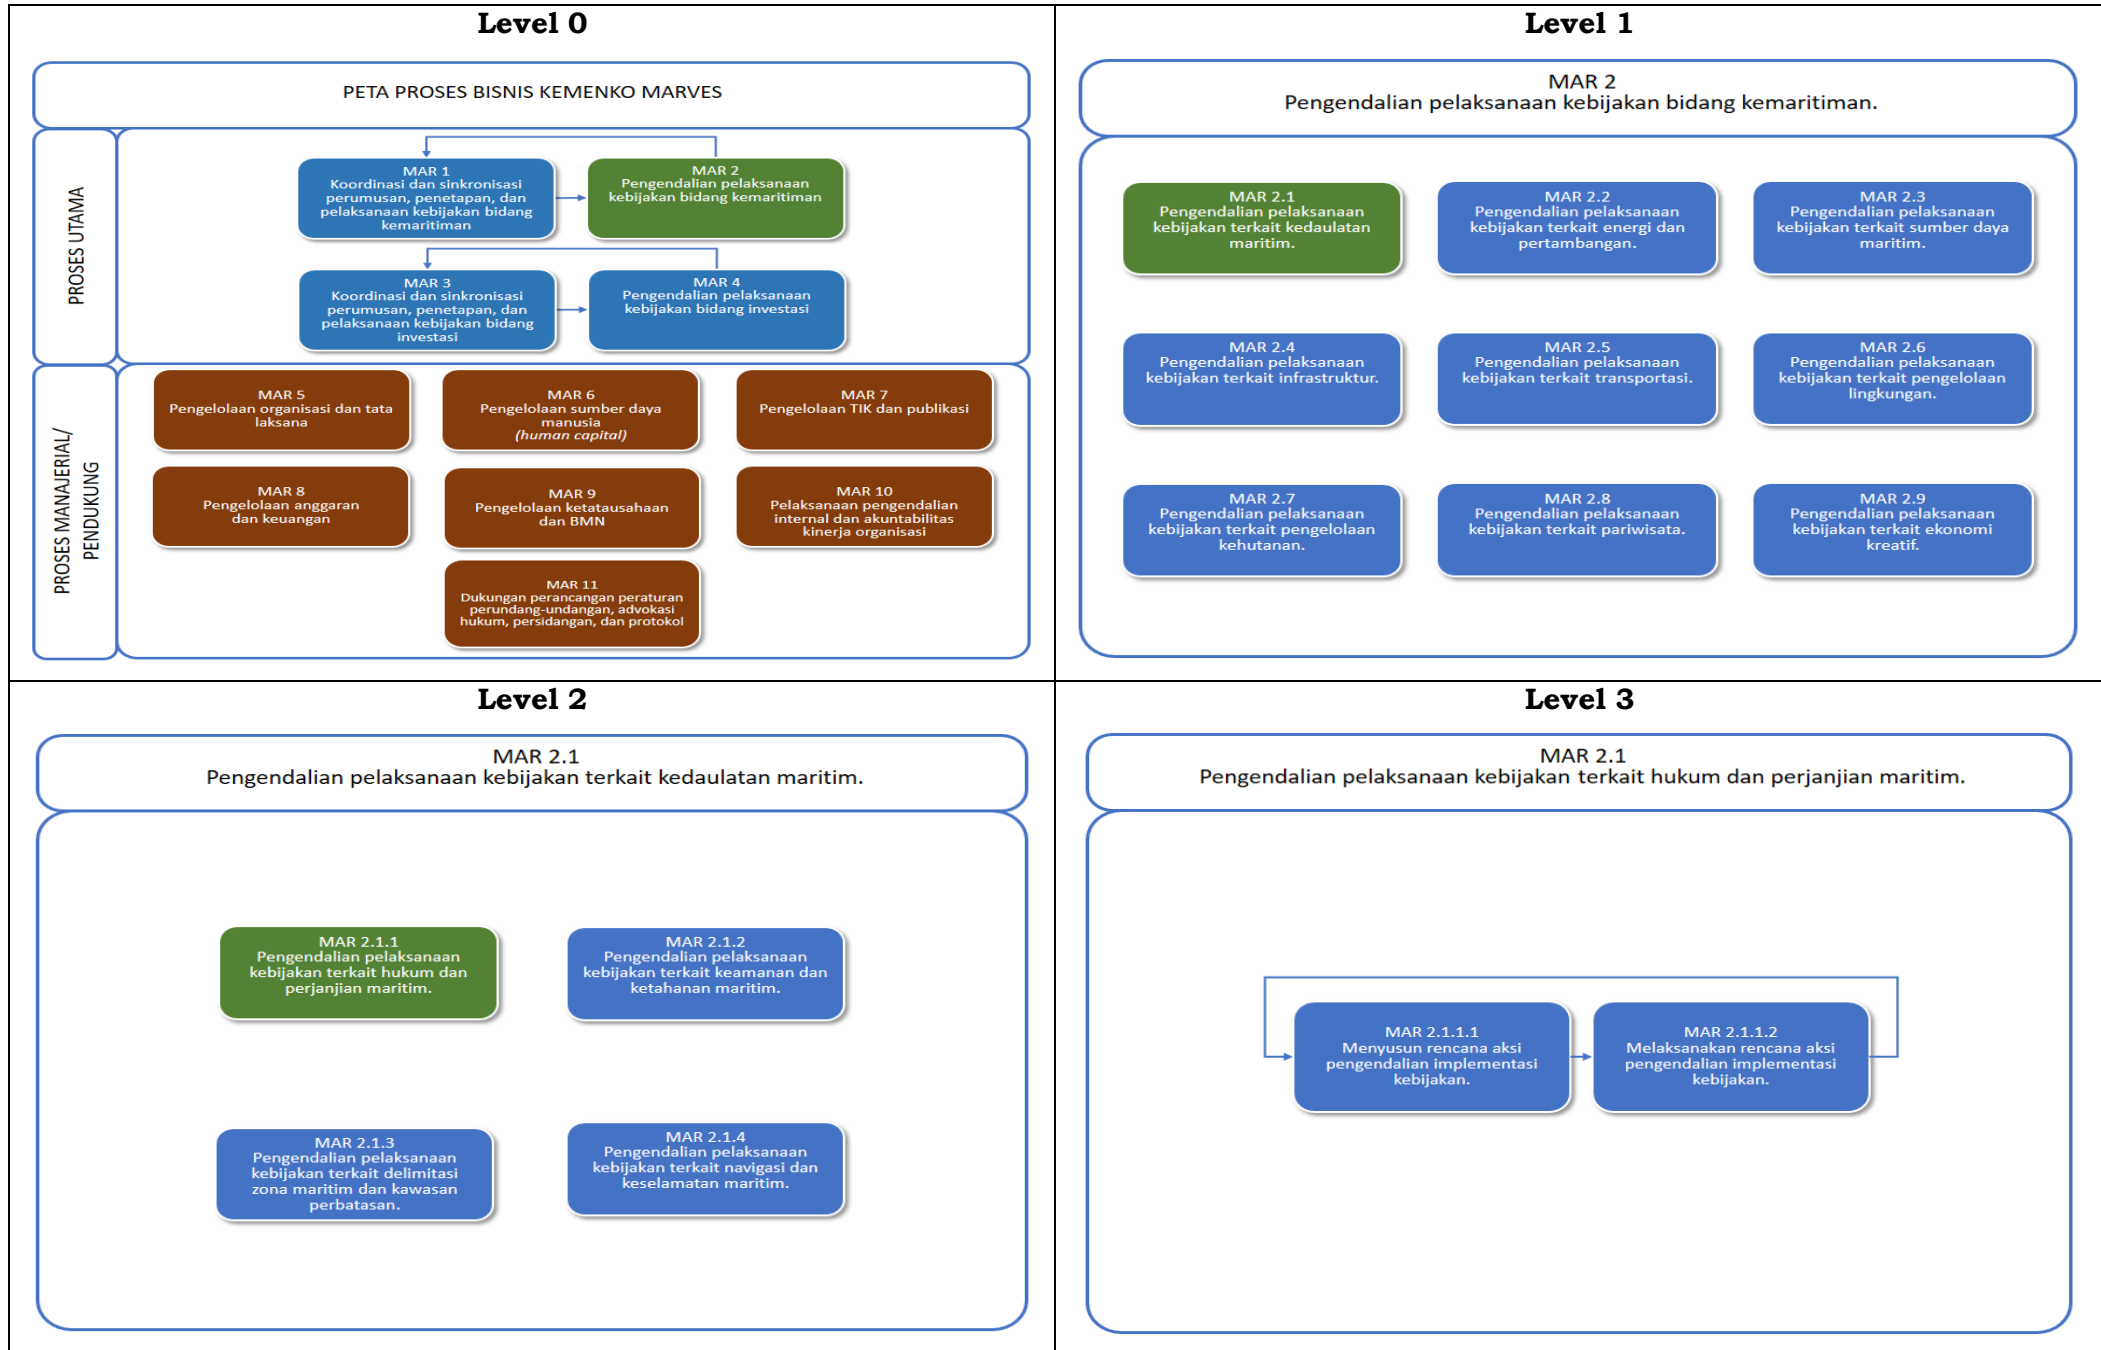 Level 0
PETA PROSES BISNIS KEMENKO MARVES
PROSES UTAMA
MAR 1
Koordinasi dan sinkronisasi
perumusan, penetapan, dan
pelaksanaan kebijakan bidang
kemaritiman
MAR 2
Pengendalian pelaksanaan
kebijakan bidang kemaritiman
MAR 3
Koordinasi dan sinkronisasi
perumusan, penetapan, dan
pelaksanaan kebijakan bidang
investasi
MAR 4
Pengendalian pelaksanaan
kebijakan bidang investasi
PROSES MANAJERIAL/
PENDUKUNG
MAR 5
Pengelolaan organisasi dan tata
laksana
MAR 6
Pengelolaan sumber daya
manusia
(human capital)
MAR 7
Pengelolaan TIK dan publikasi
MAR 8
Pengelolaan anggaran
dan keuangan
MAR 9
Pengelolaan ketatausahaan
dan BMN
MAR 10
Pelaksanaan pengendalian
internal dan akuntabilitas
kinerja organisasi
MAR 11
Dukungan perancangan peraturan
perundang-undangan, advokasi
hukum, persidangan, dan protokol
Level 1
MAR 2
Pengendalian pelaksanaan kebijakan bidang kemaritiman.
MAR 2.1
Pengendalian pelaksanaan
kebijakan terkait kedaulatan
maritim.
MAR 2.2
Pengendalian pelaksanaan
kebijakan terkait energi dan
pertambangan.
MAR 2.3
Pengendalian pelaksanaan
kebijakan terkait sumber daya
maritim.
MAR 2.4
Pengendalian pelaksanaan
kebijakan terkait infrastruktur.
MAR 2.5
Pengendalian pelaksanaan
kebijakan terkait transportasi.
MAR 2.6
Pengendalian pelaksanaan
kebijakan terkait pengelolaan
lingkungan.
MAR 2.7
Pengendalian pelaksanaan
kebijakan terkait pengelolaan
kehutanan.
MAR 2.8
Pengendalian pelaksanaan
kebijakan terkait pariwisata.
MAR 2.9
Pengendalian pelaksanaan
kebijakan terkait ekonomi
kreatif.
Level 2
MAR 2.1
Pengendalian pelaksanaan kebijakan terkait kedaulatan maritim.
MAR 2.1.1
Pengendalian pelaksanaan
kebijakan terkait hukum dan
perjanjian maritim.
MAR 2.1.2
Pengendalian pelaksanaan
kebijakan terkait keamanan dan
ketahanan maritim.
MAR 2.1.3
Pengendalian pelaksanaan
kebijakan terkait delimitasi
zona maritim dan kawasan
perbatasan.
MAR 2.1.4
Pengendalian pelaksanaan
kebijakan terkait navigasi dan
keselamatan maritim.
Level 3
MAR 2.1
Pengendalian pelaksanaan kebijakan terkait hukum dan perjanjian maritim.
MAR 2.1.1.1
Menyusun rencana aksi
pengendalian implementasi
kebijakan.
MAR 2.1.1.2
Melaksanakan rencana aksi
pengendalian implementasi
kebijakan.